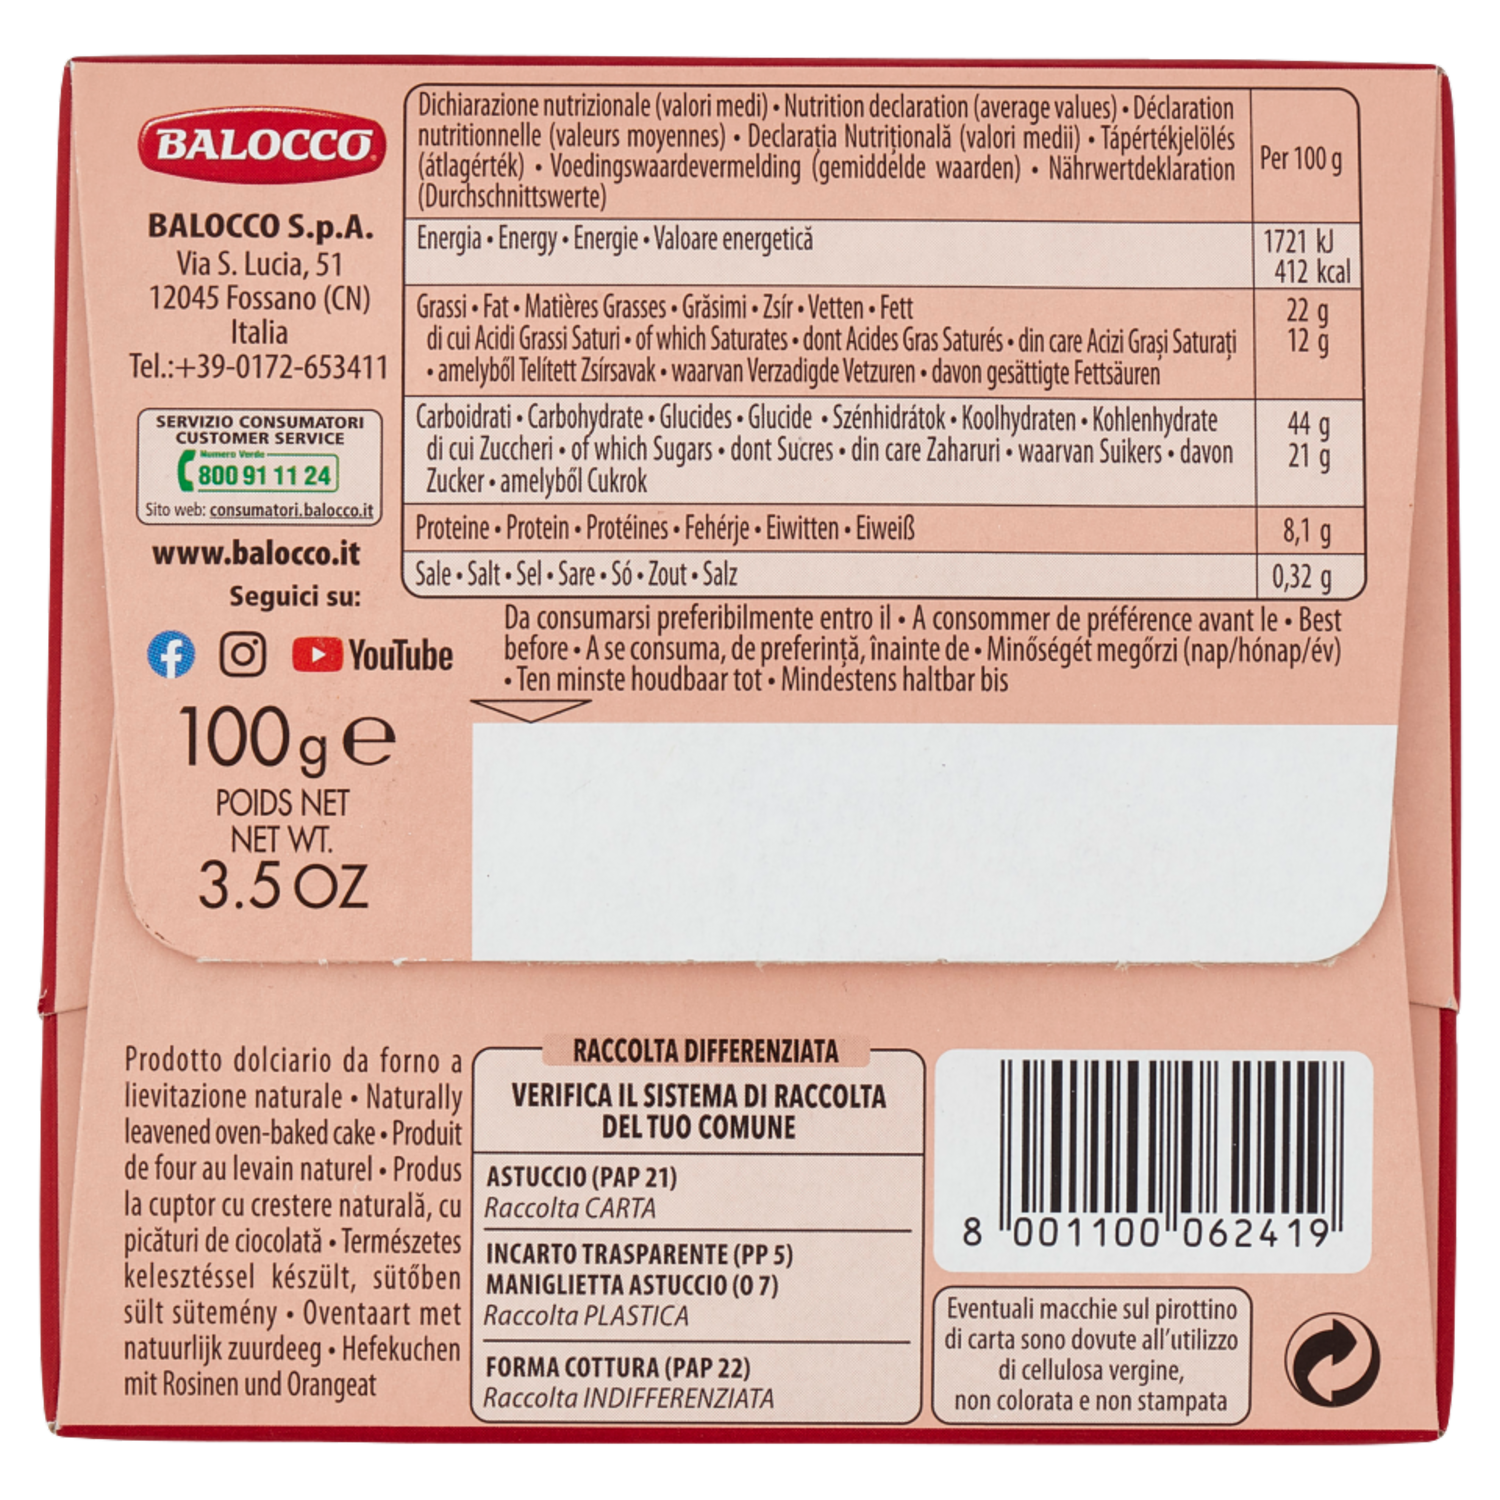 BALOCCO
BALOCCO S.p.A.
Via S. Lucia, 51
12045 Fossano (CN)
Italia
Tel.:+39-0172-653411
SERVIZIO CONSUMATORI
CUSTOMER SERVICE
Numero Verde
800 91 11 24
Sito web: consumatori.balocco.it
www.balocco.it
Seguici su:
YouTube
100g e
POIDS NET
NET WT.
3.5 OZ
Dichiarazione nutrizionale (valori medi) • Nutrition declaration (average values) • Déclaration
nutritionnelle (valeurs moyennes) • Declarația Nutrițională (valori medii) • Tápértékjelölés
(átlagérték) • Voedingswaardevermelding (gemiddelde waarden) • Nährwertdeklaration
(Durchschnittswerte)
Per 100 g
Energia • Energy • Energie • Valoare energetică
1721 kJ
412 kcal
Grassi • Fat • Matières Grasses • Grăsimi • Zsír • Vetten • Fett
22 g
di cui Acidi Grassi Saturi • of which Saturates • dont Acides Gras Saturés • din care Acizi Grași Saturați
12 g
• amelyből Telített Zsírsavak • waarvan Verzadigde Vetzuren • davon gesättigte Fettsäuren
Carboidrati • Carbohydrate • Glucides • Glucide • Szénhidrátok • Koolhydraten • Kohlenhydrate
44 g
di cui Zuccheri • of which Sugars • dont Sucres • din care Zaharuri • waarvan Suikers • davon
21 g
Zucker • amelyből Cukrok
Proteine • Protein • Protéines • Fehérje • Eiwitten • Eiweiß
8,1 g
Sale • Salt • Sel • Sare • Só • Zout • Salz
0,32 g
Da consumarsi preferibilmente entro il • A consommer de préférence avant le • Best
before • A se consuma, de preferință, înainte de • Minőségét megőrzi (nap/hónap/év)
• Ten minste houdbaar tot • Mindestens haltbar bis
Prodotto dolciario da forno a
lievitazione naturale • Naturally
leavened oven-baked cake • Produit
de four au levain naturel • Produs
la cuptor cu crestere naturală, cu
picături de ciocolată • Természetes
kelesztéssel készült, sütőben
sült sütemény • Oventaart met
natuurlijk zuurdeeg • Hefekuchen
mit Rosinen und Orangeat
RACCOLTA DIFFERENZIATA
VERIFICA IL SISTEMA DI RACCOLTA
DEL TUO COMUNE
ASTUCCIO (PAP 21)
Raccolta CARTA
INCARTO TRASPARENTE (PP 5)
MANIGLIETTA ASTUCCIO (O 7)
Raccolta PLASTICA
FORMA COTTURA (PAP 22)
Raccolta INDIFFERENZIATA
8 001100 062419
Eventuali macchie sul pirottino
di carta sono dovute all'utilizzo
di cellulosa vergine,
non colorata e non stampata